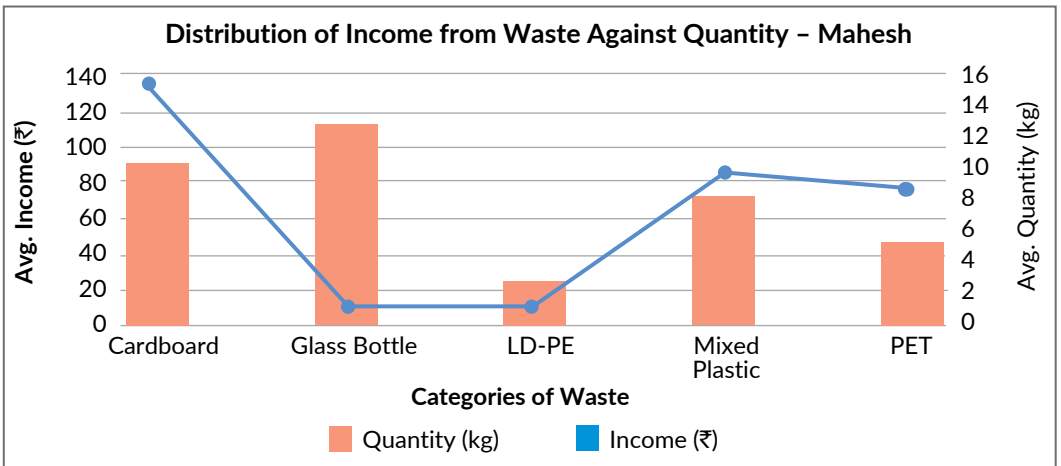 Distribution of Income from Waste Against Quantity – Mahesh
Avg. Income (₹)
140
120
100
80
60
40
20
0
16
14
12
10
8
6
4
2
0
Avg. Quantity (kg)
Cardboard
Glass Bottle
LD-PE
Mixed
Plastic
PET
Categories of Waste
Quantity (kg)
Income (₹)